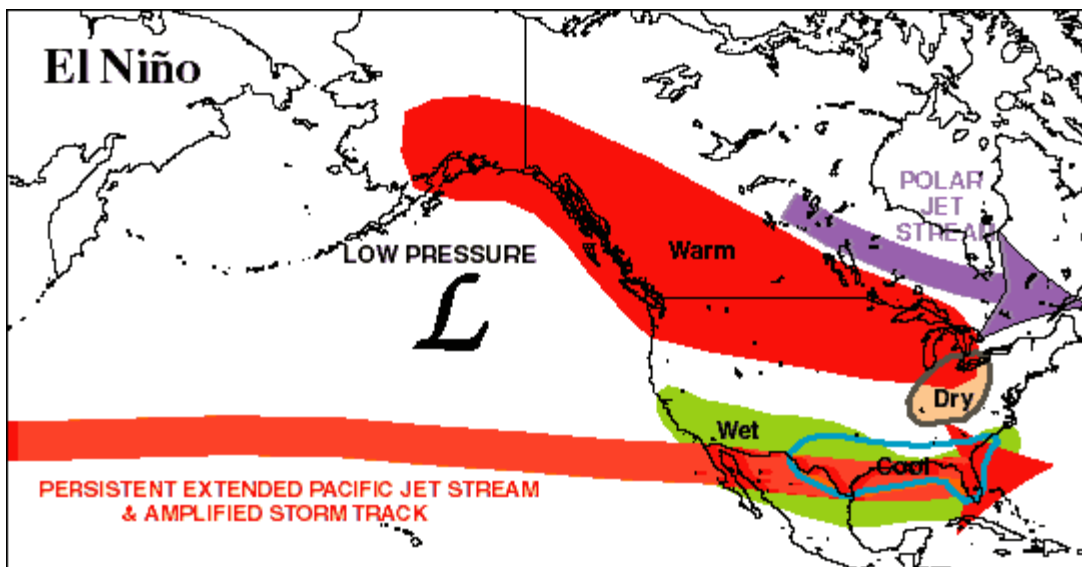 El Niño
POLAR
JET
STREAM
LOW PRESSURE
L
Warm
Dry
Wet
Cool
PERSISTENT EXTENDED PACIFIC JET STREAM
& AMPLIFIED STORM TRACK